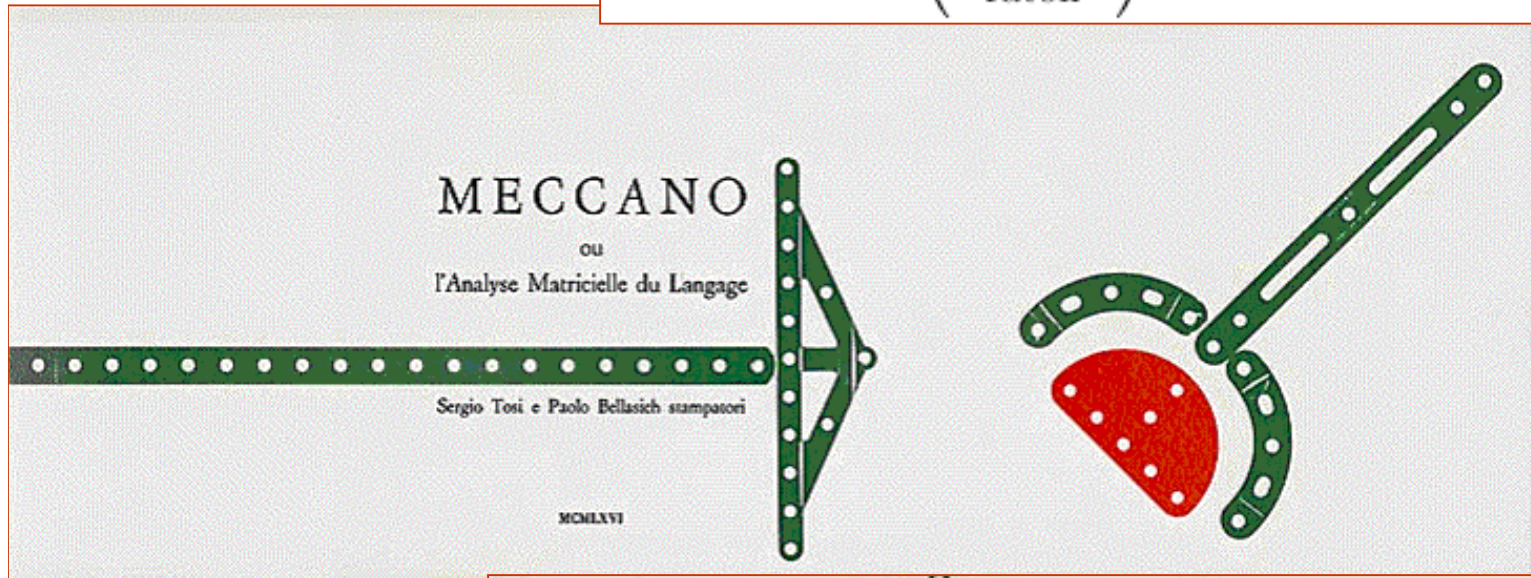 MECCANO
ou
l'Analyse Matricielle du Langage
Sergio Tosi e Paolo Bellasich stampatori
MCMLXVI